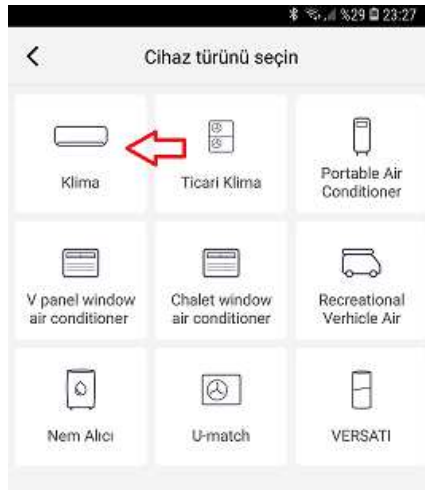 %29 23:27
Cihaz türünü seçin
Klima
Ticari Klima
Portable Air
Conditioner
V panel window
air conditioner
Chalet window
air conditioner
Recreational
Verhicle Air
Nem Alıcı
U-match
VERSATI